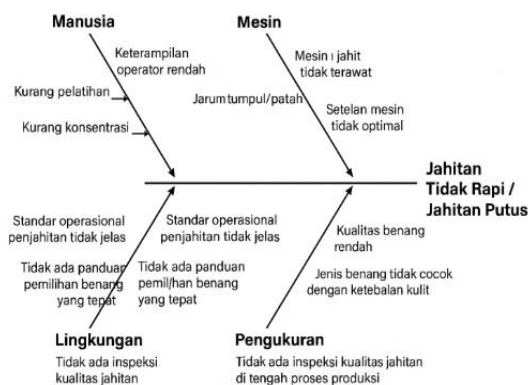 Manusia
Mesin
Keterampilan
operator rendah
Kurang pelatihan
Kurang konsentrasi
Mesin ı jahit
tidak terawat
Jarum tumpul/patah
Setelan mesin
tidak optimal
Jahitan
Tidak Rapi /
Jahitan Putus
Standar operasional
penjahitan tidak jelas
Tidak ada panduan
pemilihan benang
yang tepat
Standar operasional
penjahitan tidak jelas
Tidak ada panduan
pemil/han benang
yang tepat
Kualitas benang
rendah
Jenis benang tidak cocok
dengan ketebalan kulit
Lingkungan
Tidak ada inspeksi
kualitas jahitan
Pengukuran
Tidak ada inspeksi kualitas jahitan
di tengah proses produksi